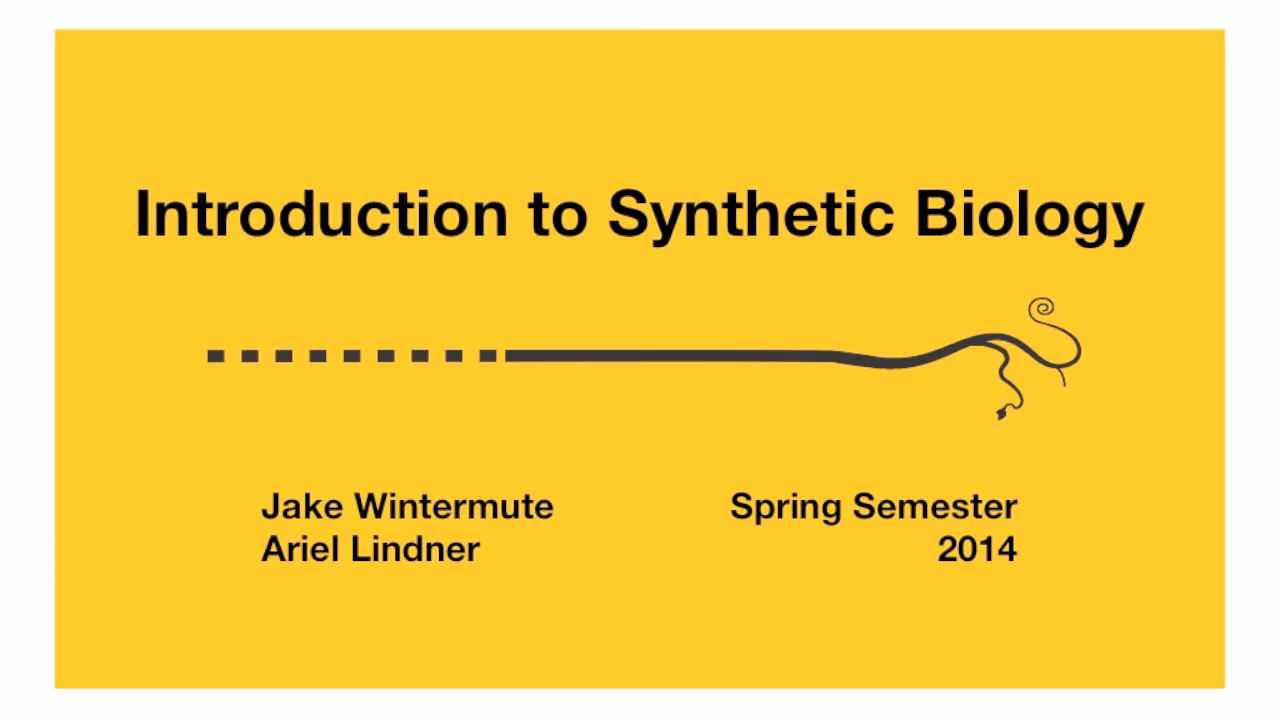 Introduction to Synthetic Biology
Jake Wintermute
Ariel Lindner
Spring Semester
2014